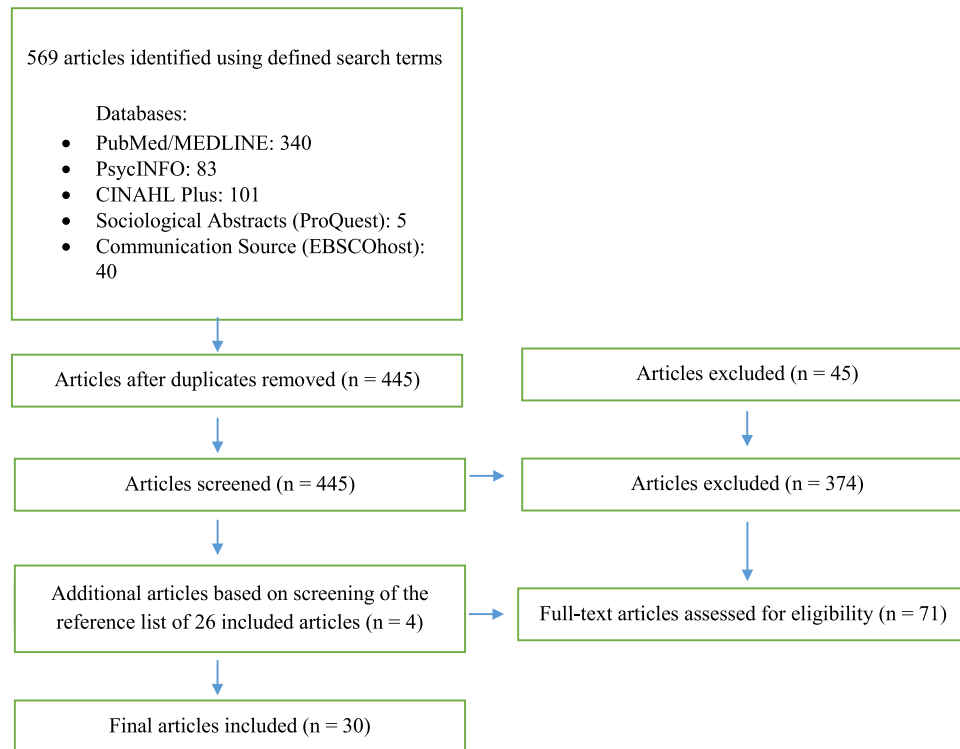 569 articles identified using defined search terms
Databases:
• PubMed/MEDLINE: 340
• PsycINFO: 83
• CINAHL Plus: 101
• Sociological Abstracts (ProQuest): 5
• Communication Source (EBSCOhost):
40
Articles after duplicates removed (n = 445)
Articles excluded (n = 45)
Articles screened (n = 445)
Articles excluded (n = 374)
Additional articles based on screening of the
reference list of 26 included articles (n = 4)
Full-text articles assessed for eligibility (n = 71)
Final articles included (n = 30)